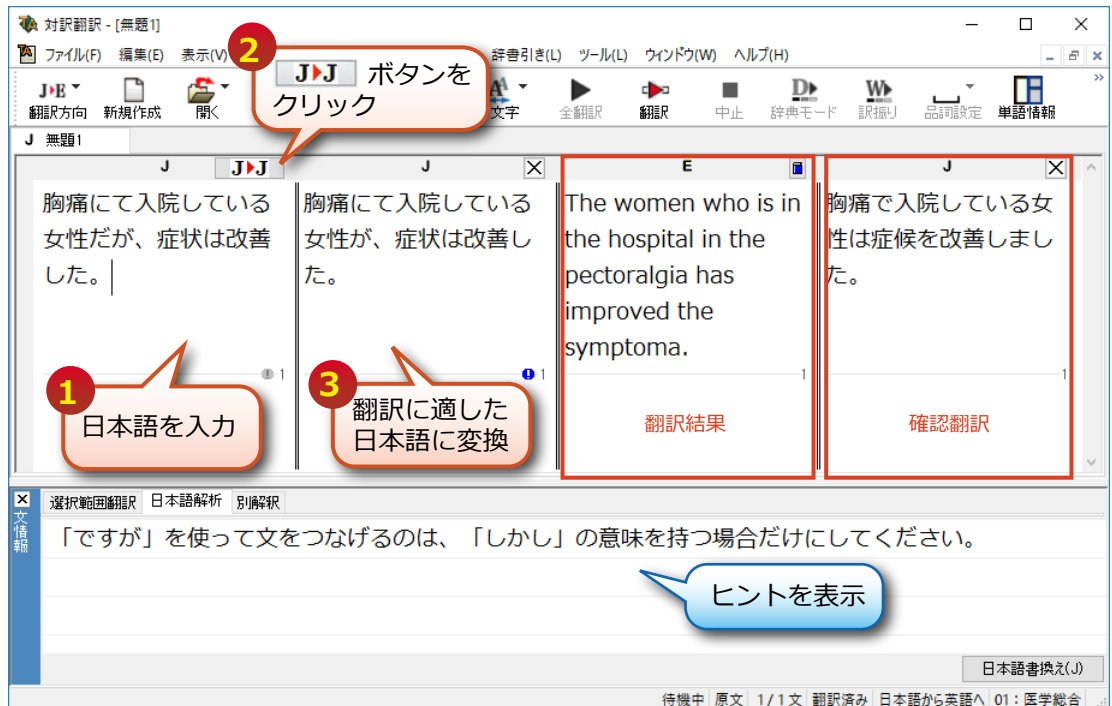 対訳翻訳 - [無題1]
ファイル(F) 編集(E) 表示(V) 辞書引き(L) ツール(L) ウィンドウ(W) ヘルプ(H)
2
J▶J ボタンを
クリック
J▶E
翻訳方向 新規作成 開く 文字 全翻訳 翻訳 中止 辞典モード 訳振り 品詞設定 単語情報
J 無題1
J J▶J J E J
胸痛にて入院している
女性だが、症状は改善
した。
1
胸痛にて入院している
女性が、症状は改善し
た。
1
The women who is in
the hospital in the
pectoralgia has
improved the
symptoma.
1
胸痛で入院している女
性は症候を改善しまし
た。
1
1
日本語を入力
3
翻訳に適した
日本語に変換
翻訳結果
確認翻訳
文情報
選択範囲翻訳 日本語解析 別解釈
「ですが」を使って文をつなげるのは、「しかし」の意味を持つ場合だけにしてください。
ヒントを表示
日本語書換え(J)
待機中 原文 1/1文 翻訳済み 日本語から英語へ 01：医学総合